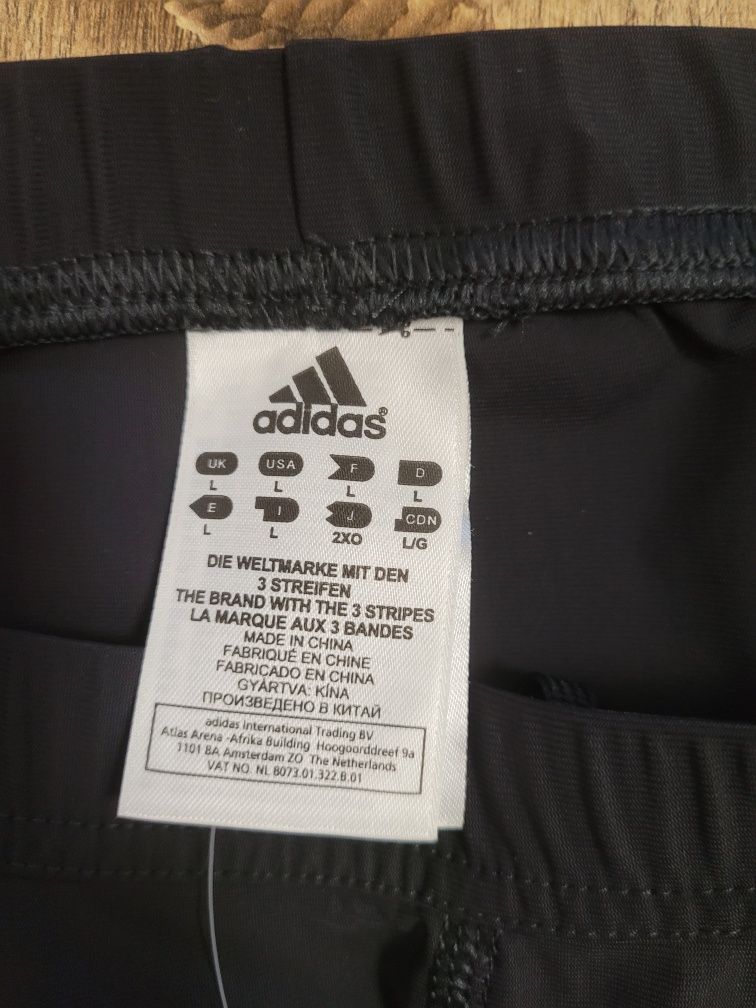 adidas®
UK USA F D
L L L L
E I J CDN
L L 2XO L/G
DIE WELTMARKE MIT DEN
3 STREIFEN
THE BRAND WITH THE 3 STRIPES
LA MARQUE AUX 3 BANDES
MADE IN CHINA
FABRIQUÉ EN CHINE
FABRICADO EN CHINA
GYÁRTVA: KÍNA
ПРОИЗВЕДЕНО В КИТАЙ
adidas International Trading BV
Atlas Arena -Afrika Building Hoogoorddreef 9a
1101 BA Amsterdam ZO The Netherlands
VAT NO. NL 8073.01.322.B.01